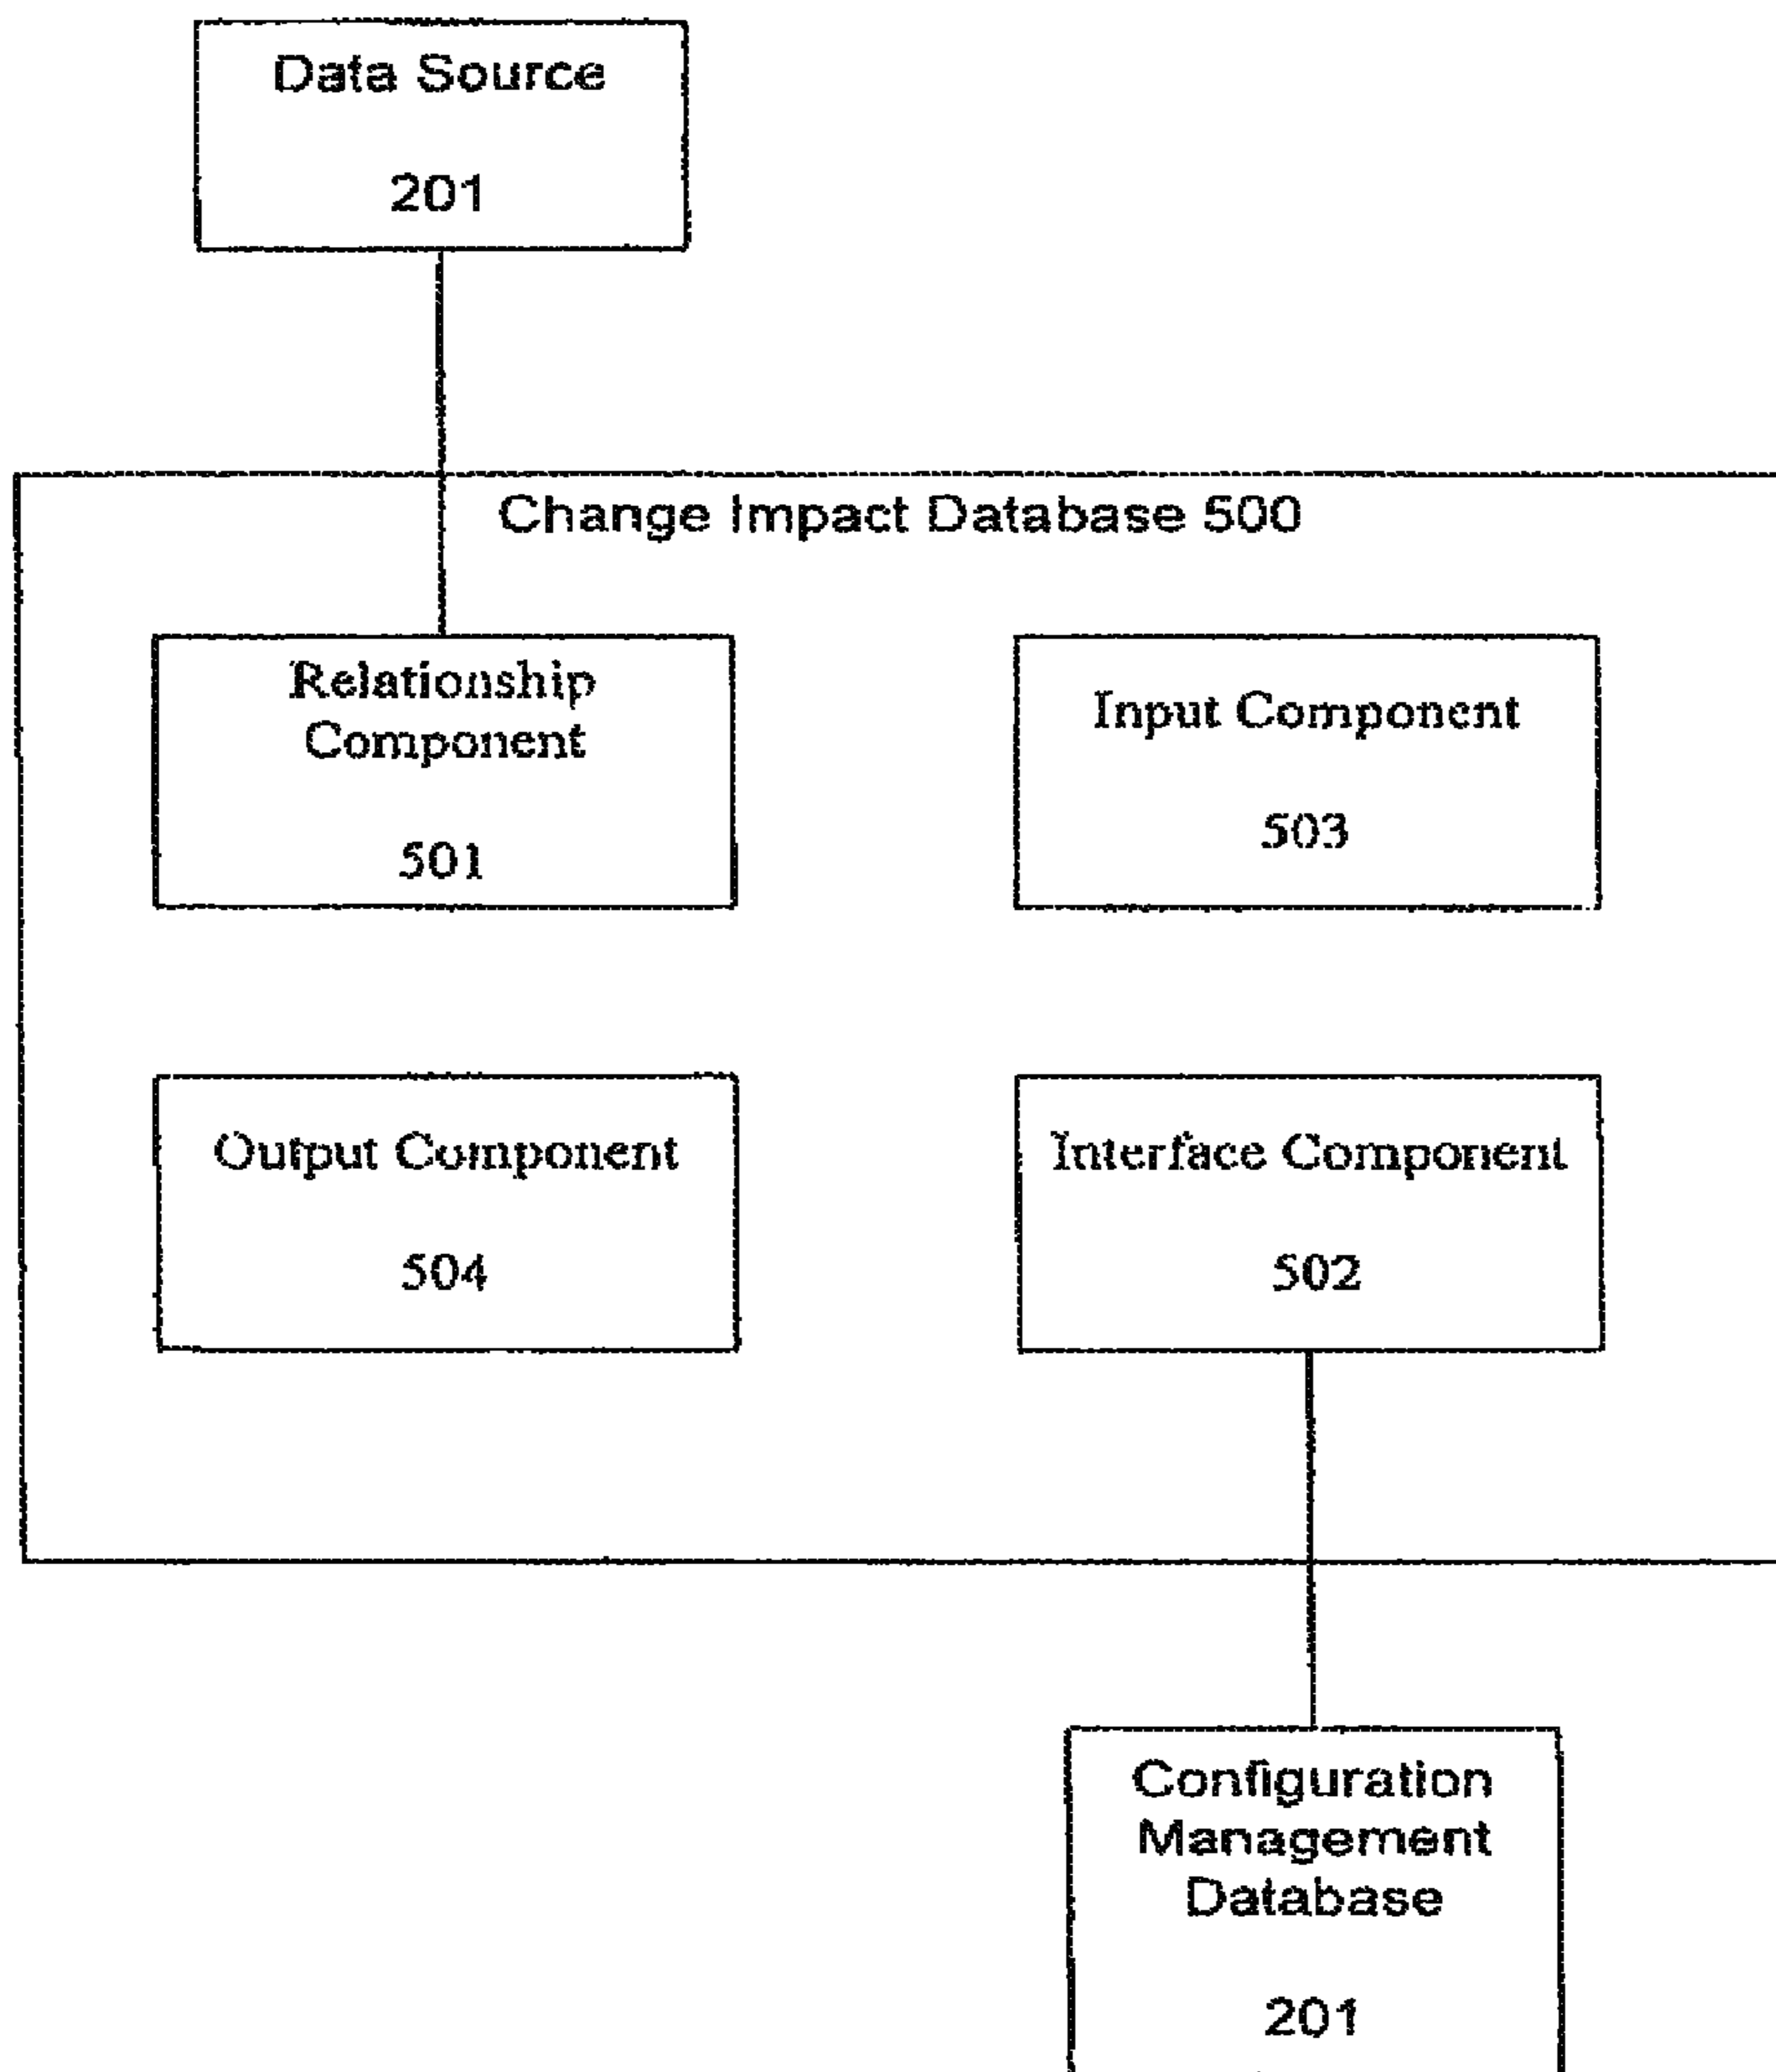 Data Source
201
Change Impact Database 500
Relationship
Component
501
Input Component
503
Output Component
504
Interface Component
502
Configuration
Management
Database
201